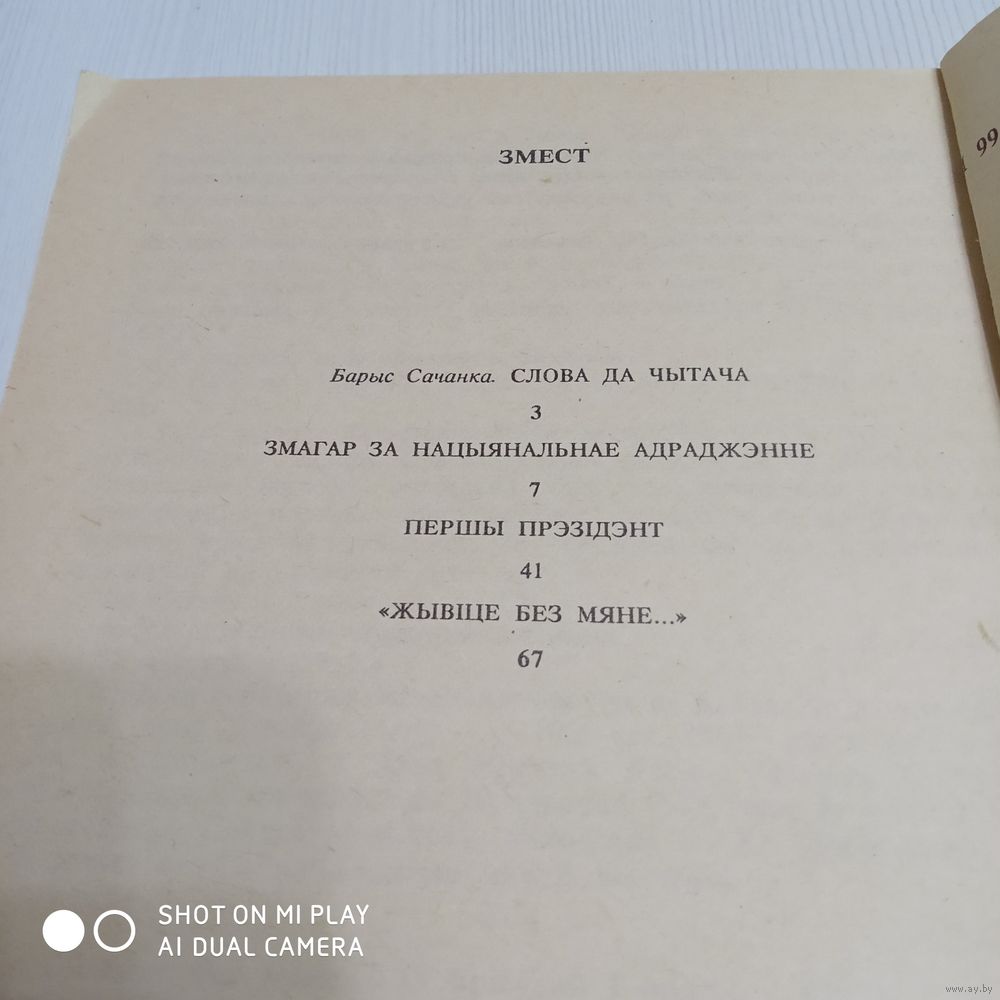 ЗМЕСТ
Барыс Сачанка. СЛОВА ДА ЧЫТАЧА
3
ЗМАГАР ЗА НАЦЫЯНАЛЬНАЕ АДРАДЖЭННЕ
7
ПЕРШЫ ПРЭЗІДЭНТ
41
«ЖЫВІЦЕ БЕЗ МЯНЕ...»
67
99
SHOT ON MI PLAY
AI DUAL CAMERA
www.ay.by